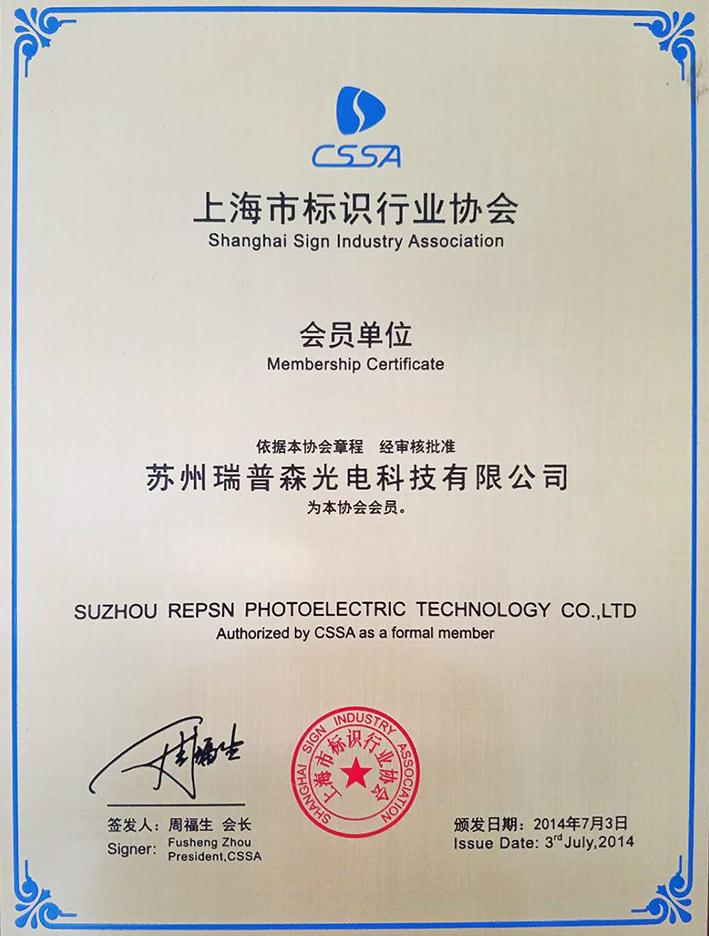 CSSA
上海市标识行业协会
Shanghai Sign Industry Association
会员单位
Membership Certificate
依据本协会章程 经审核批准
苏州瑞普森光电科技有限公司
为本协会会员。
SUZHOU REPSN PHOTOELECTRIC TECHNOLOGY CO.,LTD
Authorized by CSSA as a formal member
周福生
SHANGHAI SIGN INDUSTRY ASSOCIATION
上海市标识行业协会
签发人：周福生 会长
Signer: Fusheng Zhou
President,CSSA
颁发日期：2014年7月3日
Issue Date: 3rd July,2014